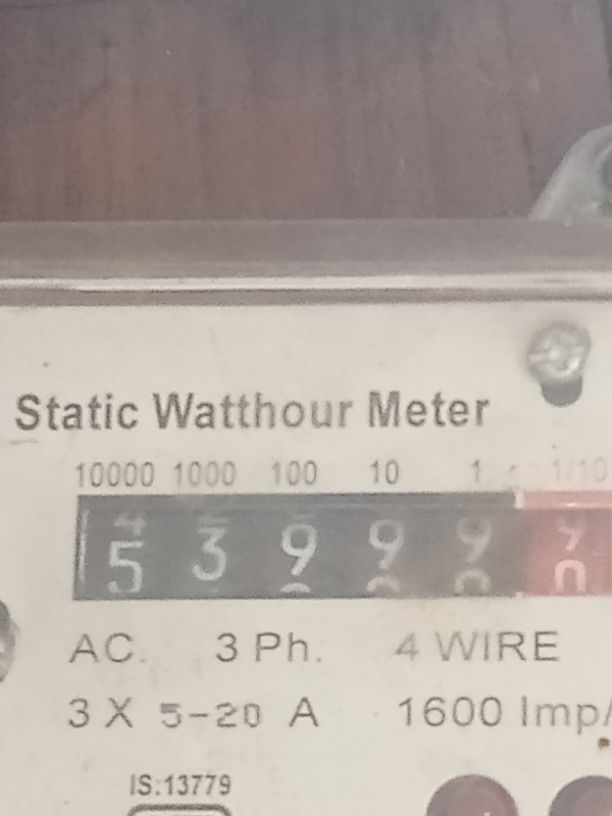 Static Watthour Meter
10000 1000 100 10 1 1/10
5 3 9 9 9 9
AC. 3 Ph. 4 WIRE
3 X 5-20 A 1600 Imp/
IS:13779